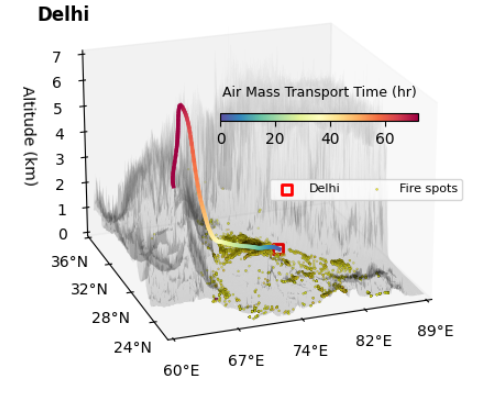 Delhi
Altitude (km)
7
6
5
4
3
2
1
0
Air Mass Transport Time (hr)
0 20 40 60
Delhi Fire spots
36°N
32°N
28°N
24°N
60°E
67°E
74°E
82°E
89°E